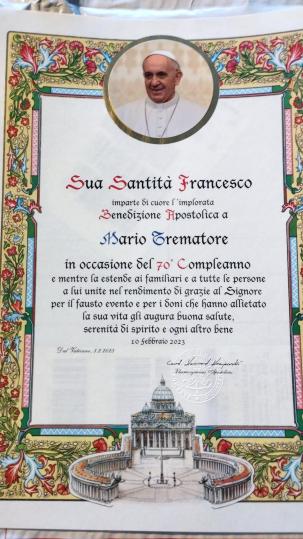 Sua Santità Francesco
imparte di cuore l'implorata
Benedizione Apostolica a
Mario Trematore
in occasione del 70° Compleanno
e mentre la estende ai familiari e a tutte le persone
a lui unite nel rendimento di grazie al Signore
per il fausto evento e per i doni che hanno allietato
la sua vita gli augura buona salute,
serenità di spirito e ogni altro bene
10 febbraio 2023
Dal Vaticano, 3.2.2023